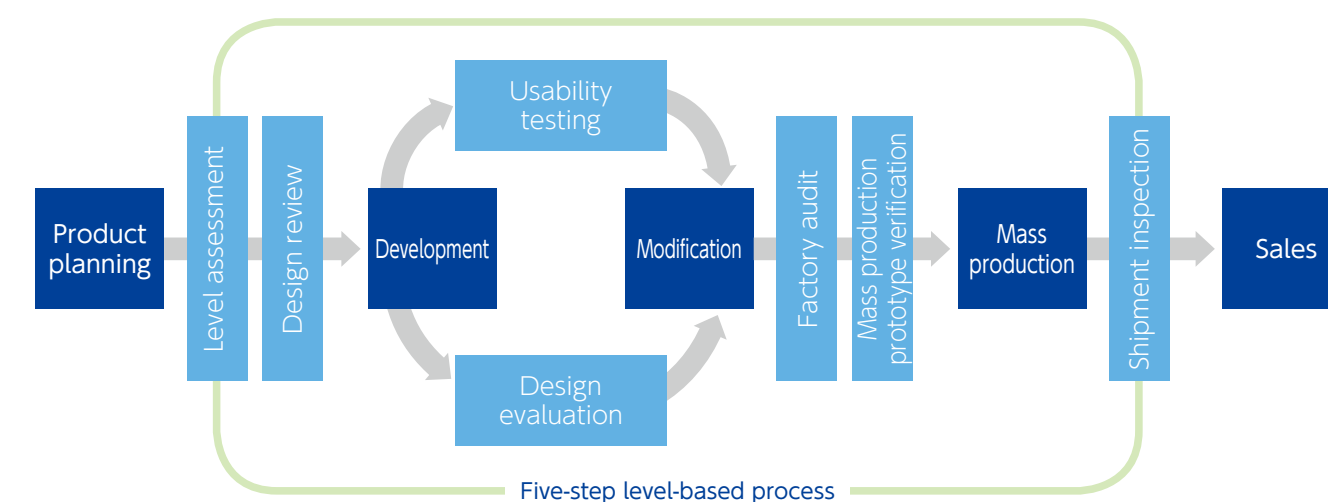 Product
planning
Level assessment
Design review
Development
Usability
testing
Design
evaluation
Modification
Factory audit
Mass production
prototype verification
Mass
production
Shipment inspection
Sales
Five-step level-based process